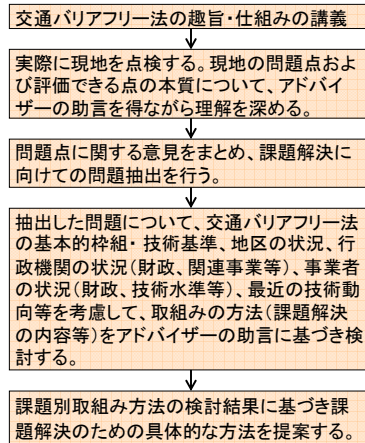 交通バリアフリー法の趣旨・仕組みの講義
実際に現地を点検する。現地の問題点およ
び評価できる点の本質について、アドバイ
ザーの助言を得ながら理解を深める。
問題点に関する意見をまとめ、課題解決に
向けての問題抽出を行う。
抽出した問題について、交通バリアフリー法
の基本的枠組・技術基準、地区の状況、行
政機関の状況(財政、関連事業等)、事業者
の状況(財政、技術水準等)、最近の技術動
向等を考慮して、取組みの方法(課題解決
の内容等)をアドバイザーの助言に基づき検
討する。
課題別取組み方法の検討結果に基づき課
題解決のための具体的な方法を提案する。